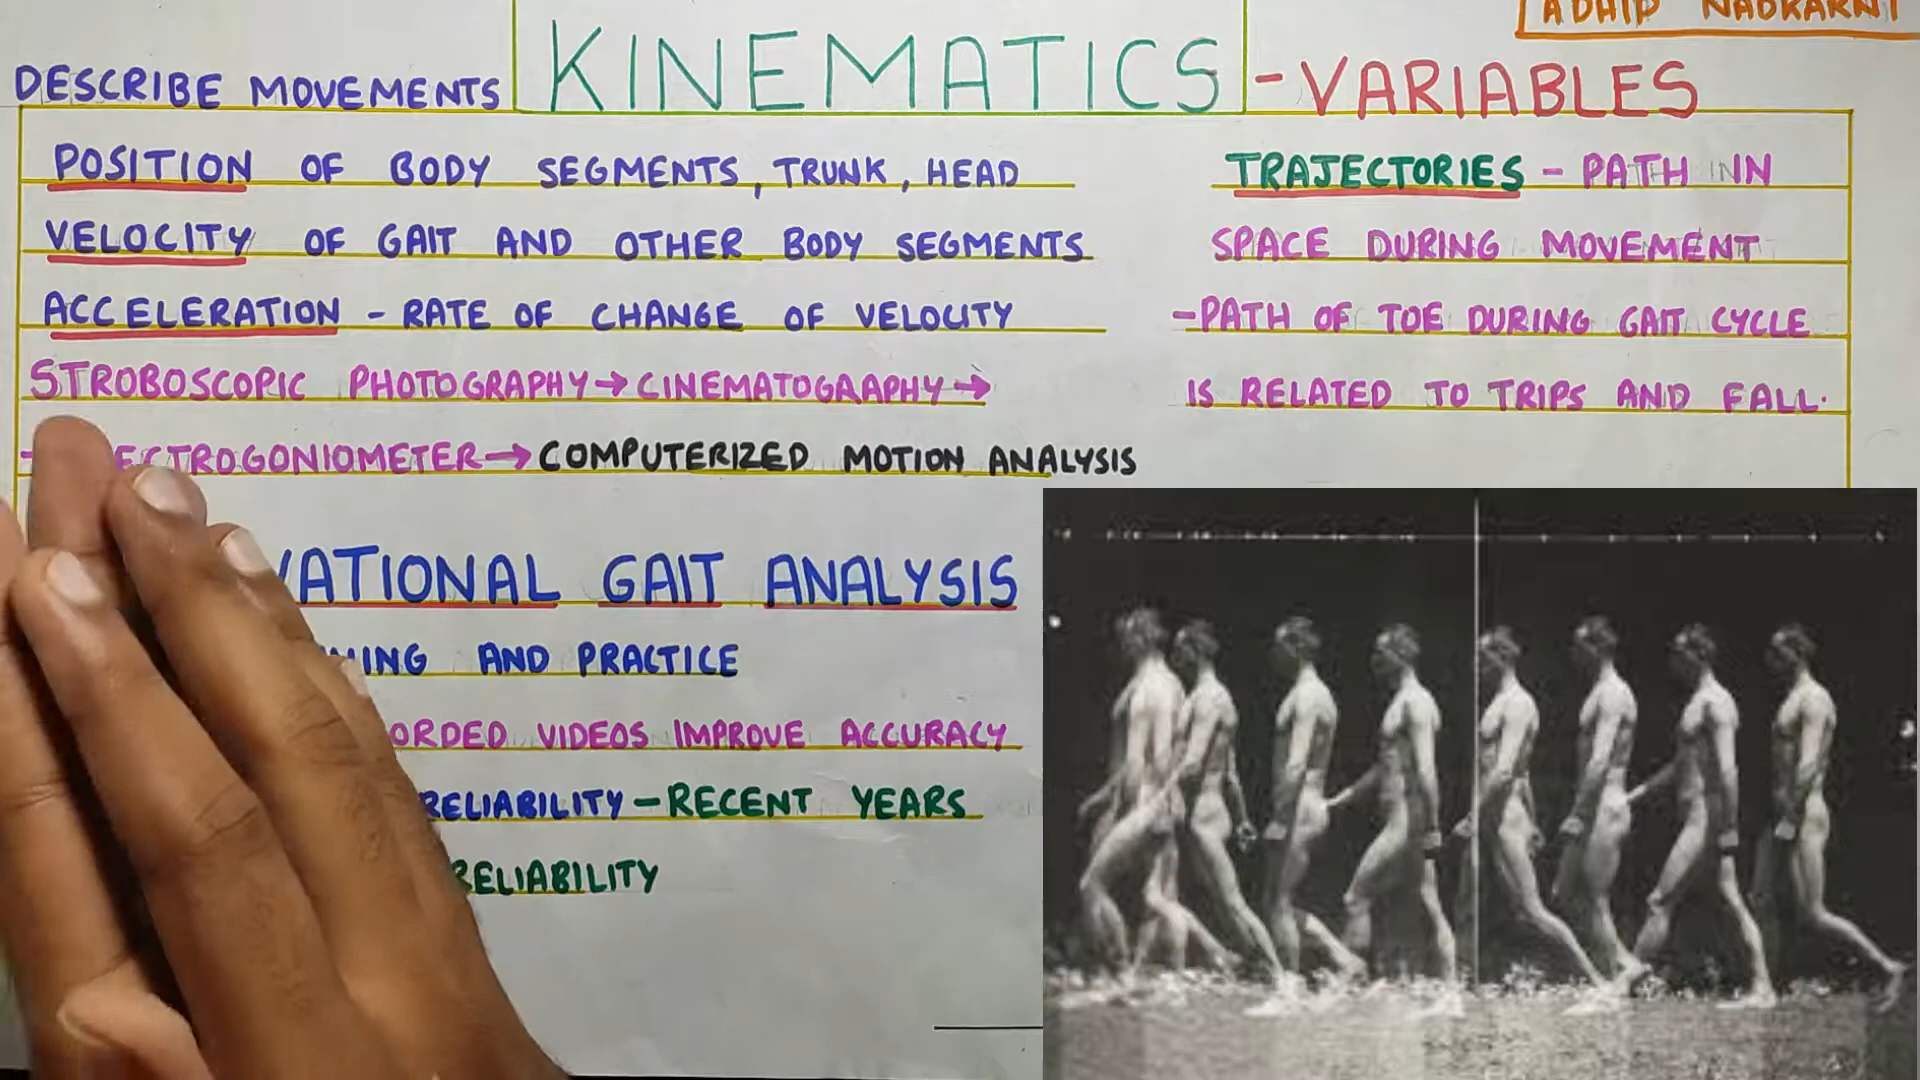 ADHIP NADKARNI
DESCRIBE MOVEMENTS
KINEMATICS - VARIABLES
POSITION OF BODY SEGMENTS, TRUNK, HEAD
VELOCITY OF GAIT AND OTHER BODY SEGMENTS
ACCELERATION - RATE OF CHANGE OF VELOCITY
STROBOSCOPIC PHOTOGRAPHY → CINEMATOGRAPHY →
→ COMPUTERIZED MOTION ANALYSIS
TRAJECTORIES - PATH IN
SPACE DURING MOVEMENT
- PATH OF TOE DURING GAIT CYCLE
IS RELATED TO TRIPS AND FALL.
GAIT ANALYSIS
AND PRACTICE
VIDEOS IMPROVE ACCURACY
RELIABILITY - RECENT YEARS
RELIABILITY